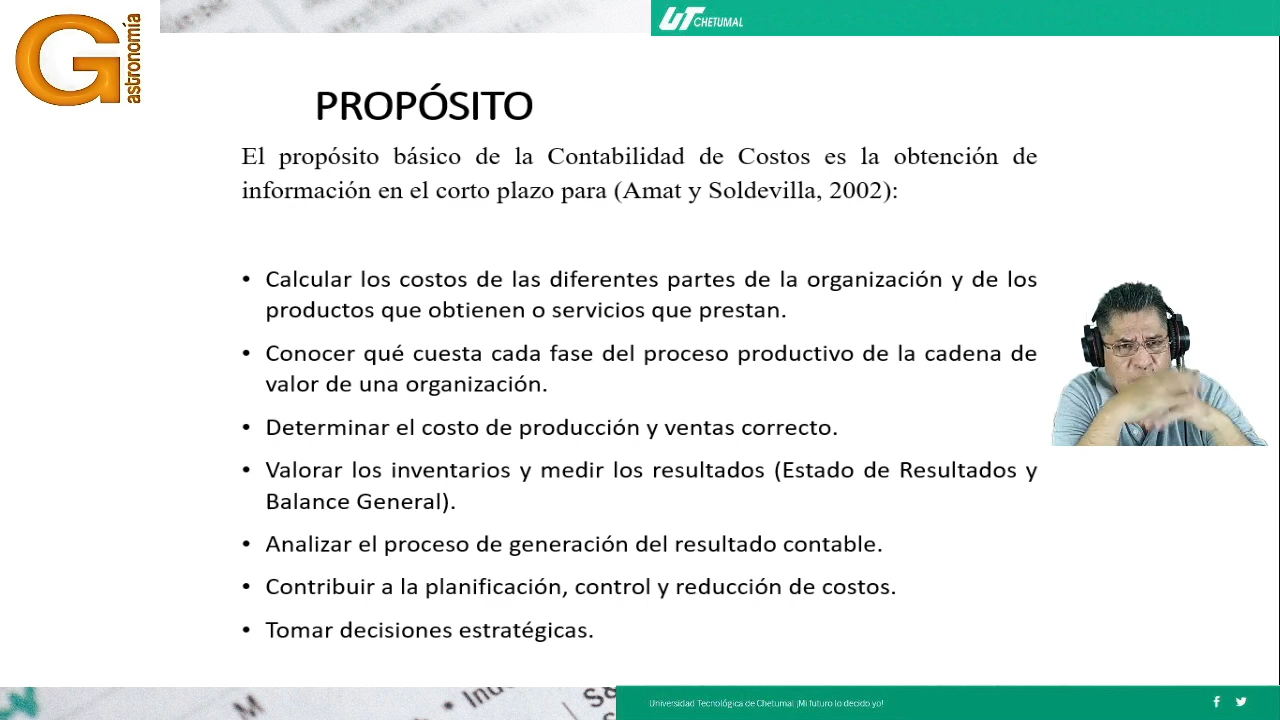 Gastronomía
UT CHETUMAL
PROPÓSITO
El propósito básico de la Contabilidad de Costos es la obtención de
información en el corto plazo para (Amat y Soldevilla, 2002):
• Calcular los costos de las diferentes partes de la organización y de los
productos que obtienen o servicios que prestan.
• Conocer qué cuesta cada fase del proceso productivo de la cadena de
valor de una organización.
• Determinar el costo de producción y ventas correcto.
• Valorar los inventarios y medir los resultados (Estado de Resultados y
Balance General).
• Analizar el proceso de generación del resultado contable.
• Contribuir a la planificación, control y reducción de costos.
• Tomar decisiones estratégicas.
Universidad Tecnológica de Chetumal ¡Mi futuro lo decido yo!